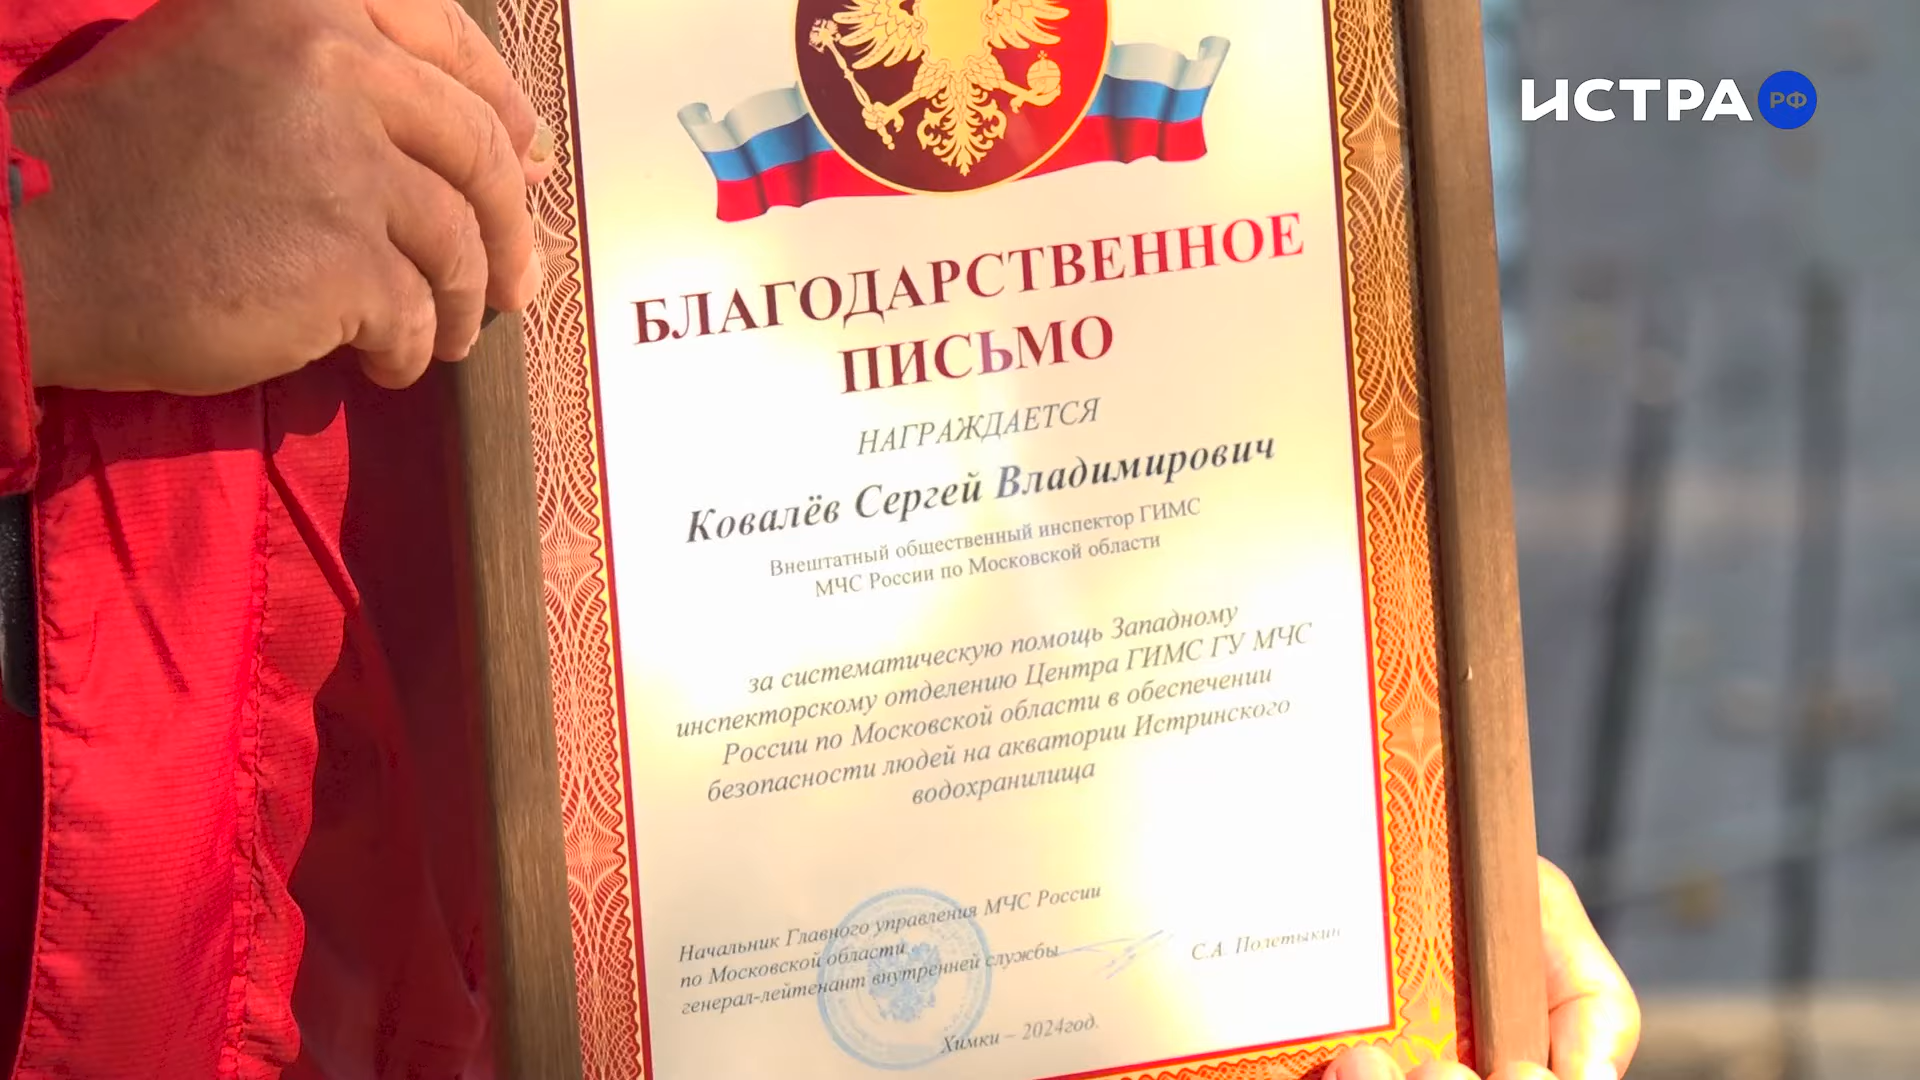 ИСТРА РФ
БЛАГОДАРСТВЕННОЕ
ПИСЬМО
НАГРАЖДАЕТСЯ
Ковалёв Сергей Владимирович
Внештатный общественный инспектор ГИМС
МЧС России по Московской области
за систематическую помощь Западному
инспекторскому отделению Центра ГИМС ГУ МЧС
России по Московской области в обеспечении
безопасности людей на акватории Истринского
водохранилища
Начальник Главного управления МЧС России
по Московской области
генерал-лейтенант внутренней службы
С.А. Полетыкин
Химки – 2024год.